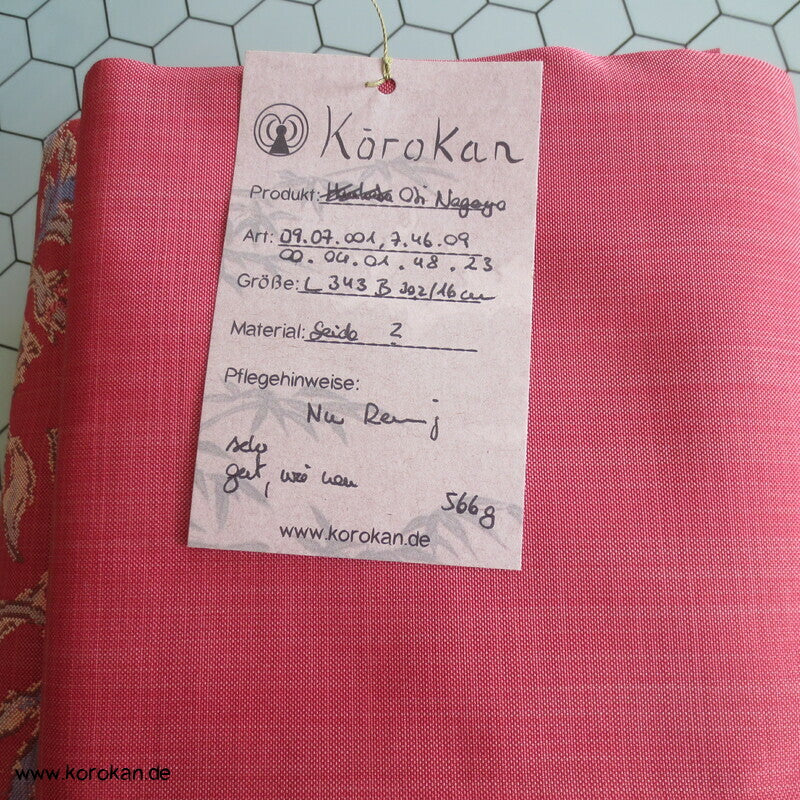 Kōrokan
Produkt: Obi Nagoya
Art: 09.07.001, 7.46.09
00.04.01.48.23
Größe: L 343 B 30,2/16 cm
Material: Seide 2
Pflegehinweise:
Nur Reinig
sehr
gut, wie neu
566g
www.korokan.de
www.korokan.de